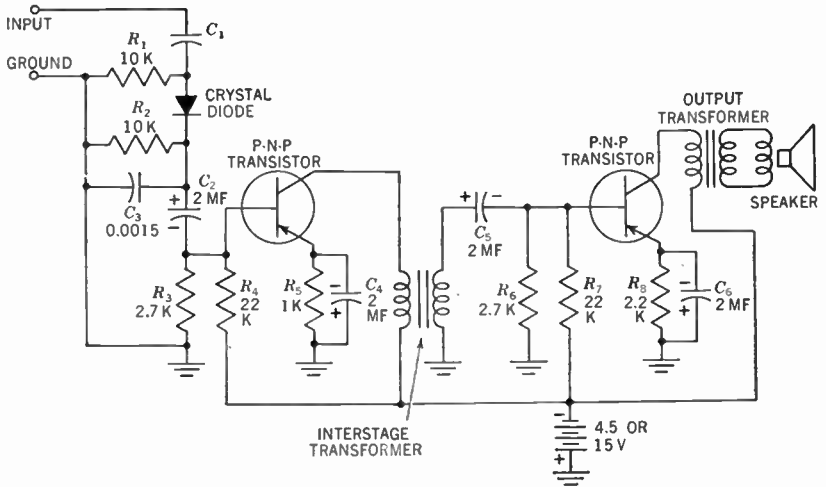 INPUT
C1
GROUND
R1
10 K
CRYSTAL
DIODE
R2
10K
P-N-P
TRANSISTOR
C2
+ 2 MF
-
C3
0.0015
R3
2.7 K
R4
22
K
R5
1K
-
C4
2
+ MF
INTERSTAGE
TRANSFORMER
+ -
C5
2 MF
R6
2.7 K
R7
22
K
P-N-P
TRANSISTOR
OUTPUT
TRANSFORMER
SPEAKER
R8
2.2
K
-
C6
+ 2 MF
-
4.5 OR
15 V
+